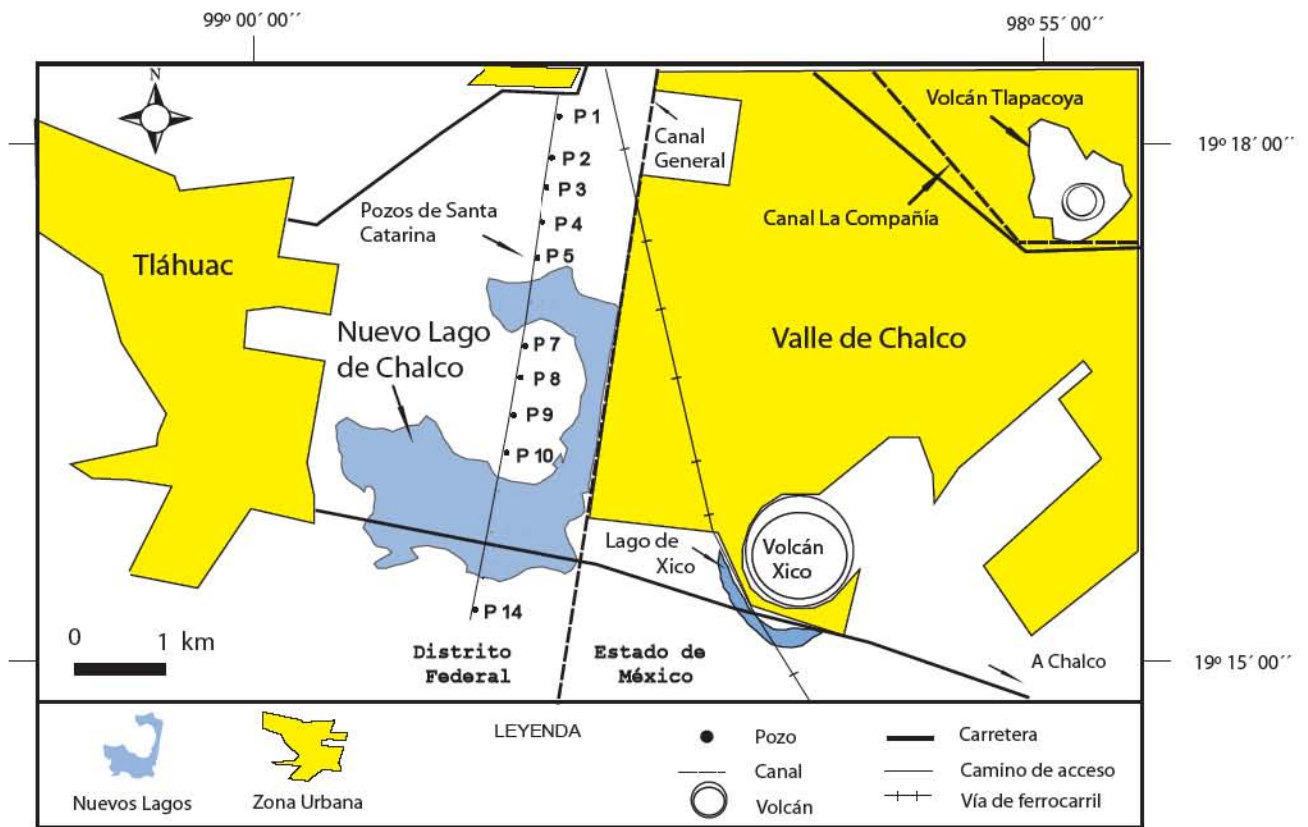 99º 00´ 00´´
98º 55´ 00´´
N
Volcán Tlapacoya
P 1
Canal
General
19º 18´ 00´´
P 2
P 3
Pozos de Santa
Catarina
P 4
Canal La Compañía
P 5
Tláhuac
Nuevo Lago
de Chalco
P 7
Valle de Chalco
P 8
P 9
P 10
Lago de
Xico
Volcán
Xico
P 14
0 1 km
Distrito
Federal
Estado de
México
A Chalco
19º 15´ 00´´
LEYENDA
Nuevos Lagos
Zona Urbana
Pozo
Canal
Volcán
Carretera
Camino de acceso
Vía de ferrocarril